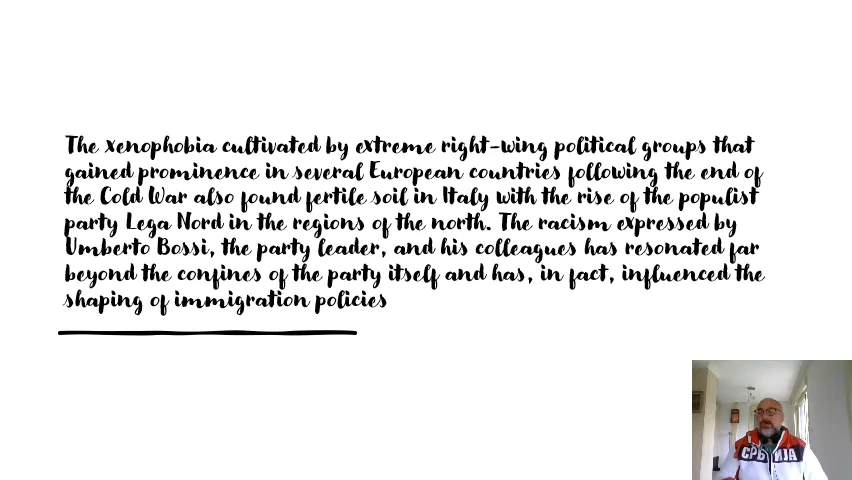 The xenophobia cultivated by extreme right-wing political groups that
gained prominence in several European countries following the end of
the Cold War also found fertile soil in Italy with the rise of the populist
party Lega Nord in the regions of the north. The racism expressed by
Umberto Bossi, the party leader, and his colleagues has resonated far
beyond the confines of the party itself and has, in fact, influenced the
shaping of immigration policies
СРБИЈА